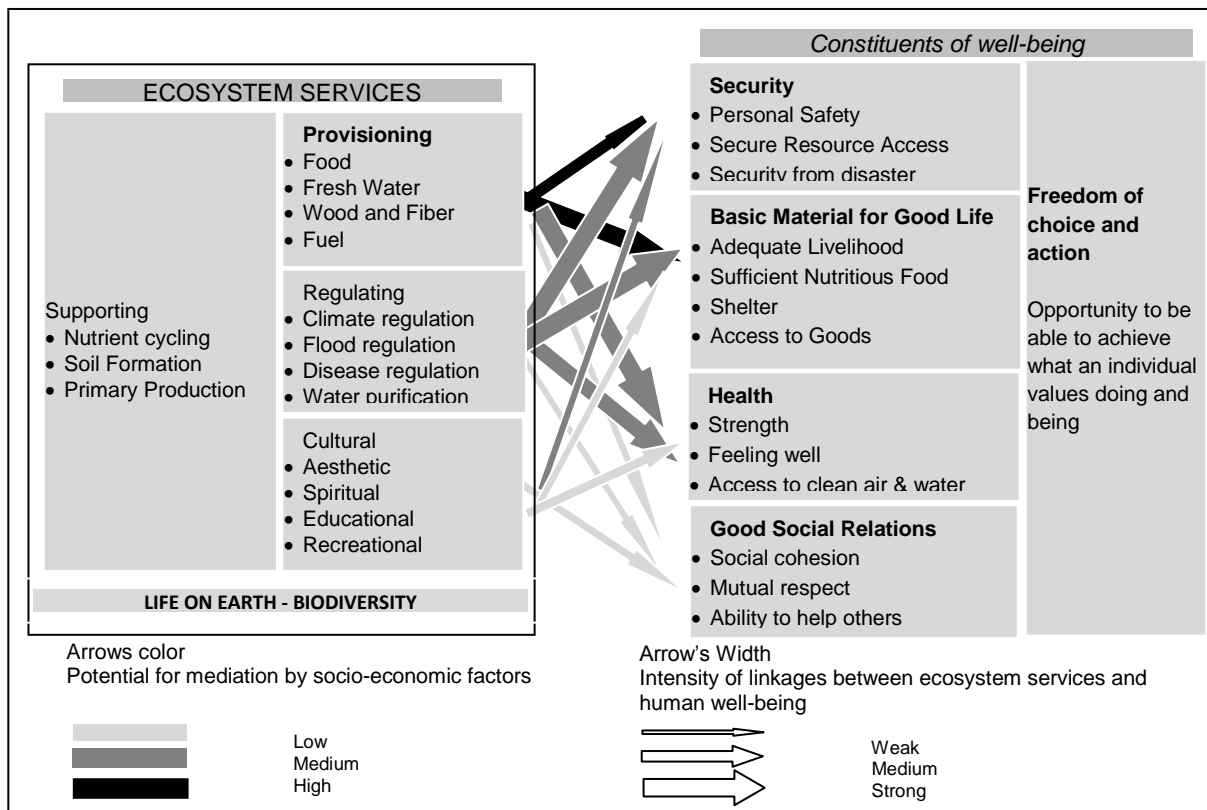 Constituents of well-being
ECOSYSTEM SERVICES
Supporting
• Nutrient cycling
• Soil Formation
• Primary Production
Provisioning
• Food
• Fresh Water
• Wood and Fiber
• Fuel
Regulating
• Climate regulation
• Flood regulation
• Disease regulation
• Water purification
Cultural
• Aesthetic
• Spiritual
• Educational
• Recreational
LIFE ON EARTH - BIODIVERSITY
Security
• Personal Safety
• Secure Resource Access
• Security from disaster
Basic Material for Good Life
• Adequate Livelihood
• Sufficient Nutritious Food
• Shelter
• Access to Goods
Health
• Strength
• Feeling well
• Access to clean air & water
Good Social Relations
• Social cohesion
• Mutual respect
• Ability to help others
Freedom of
choice and
action
Opportunity to be
able to achieve
what an individual
values doing and
being
Arrows color
Potential for mediation by socio-economic factors
Low
Medium
High
Arrow's Width
Intensity of linkages between ecosystem services and
human well-being
Weak
Medium
Strong